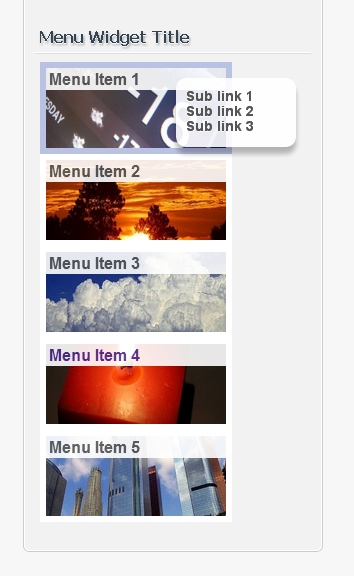 Menu Widget Title
Menu Item 1
Sub link 1
Sub link 2
Sub link 3
Menu Item 2
Menu Item 3
Menu Item 4
Menu Item 5